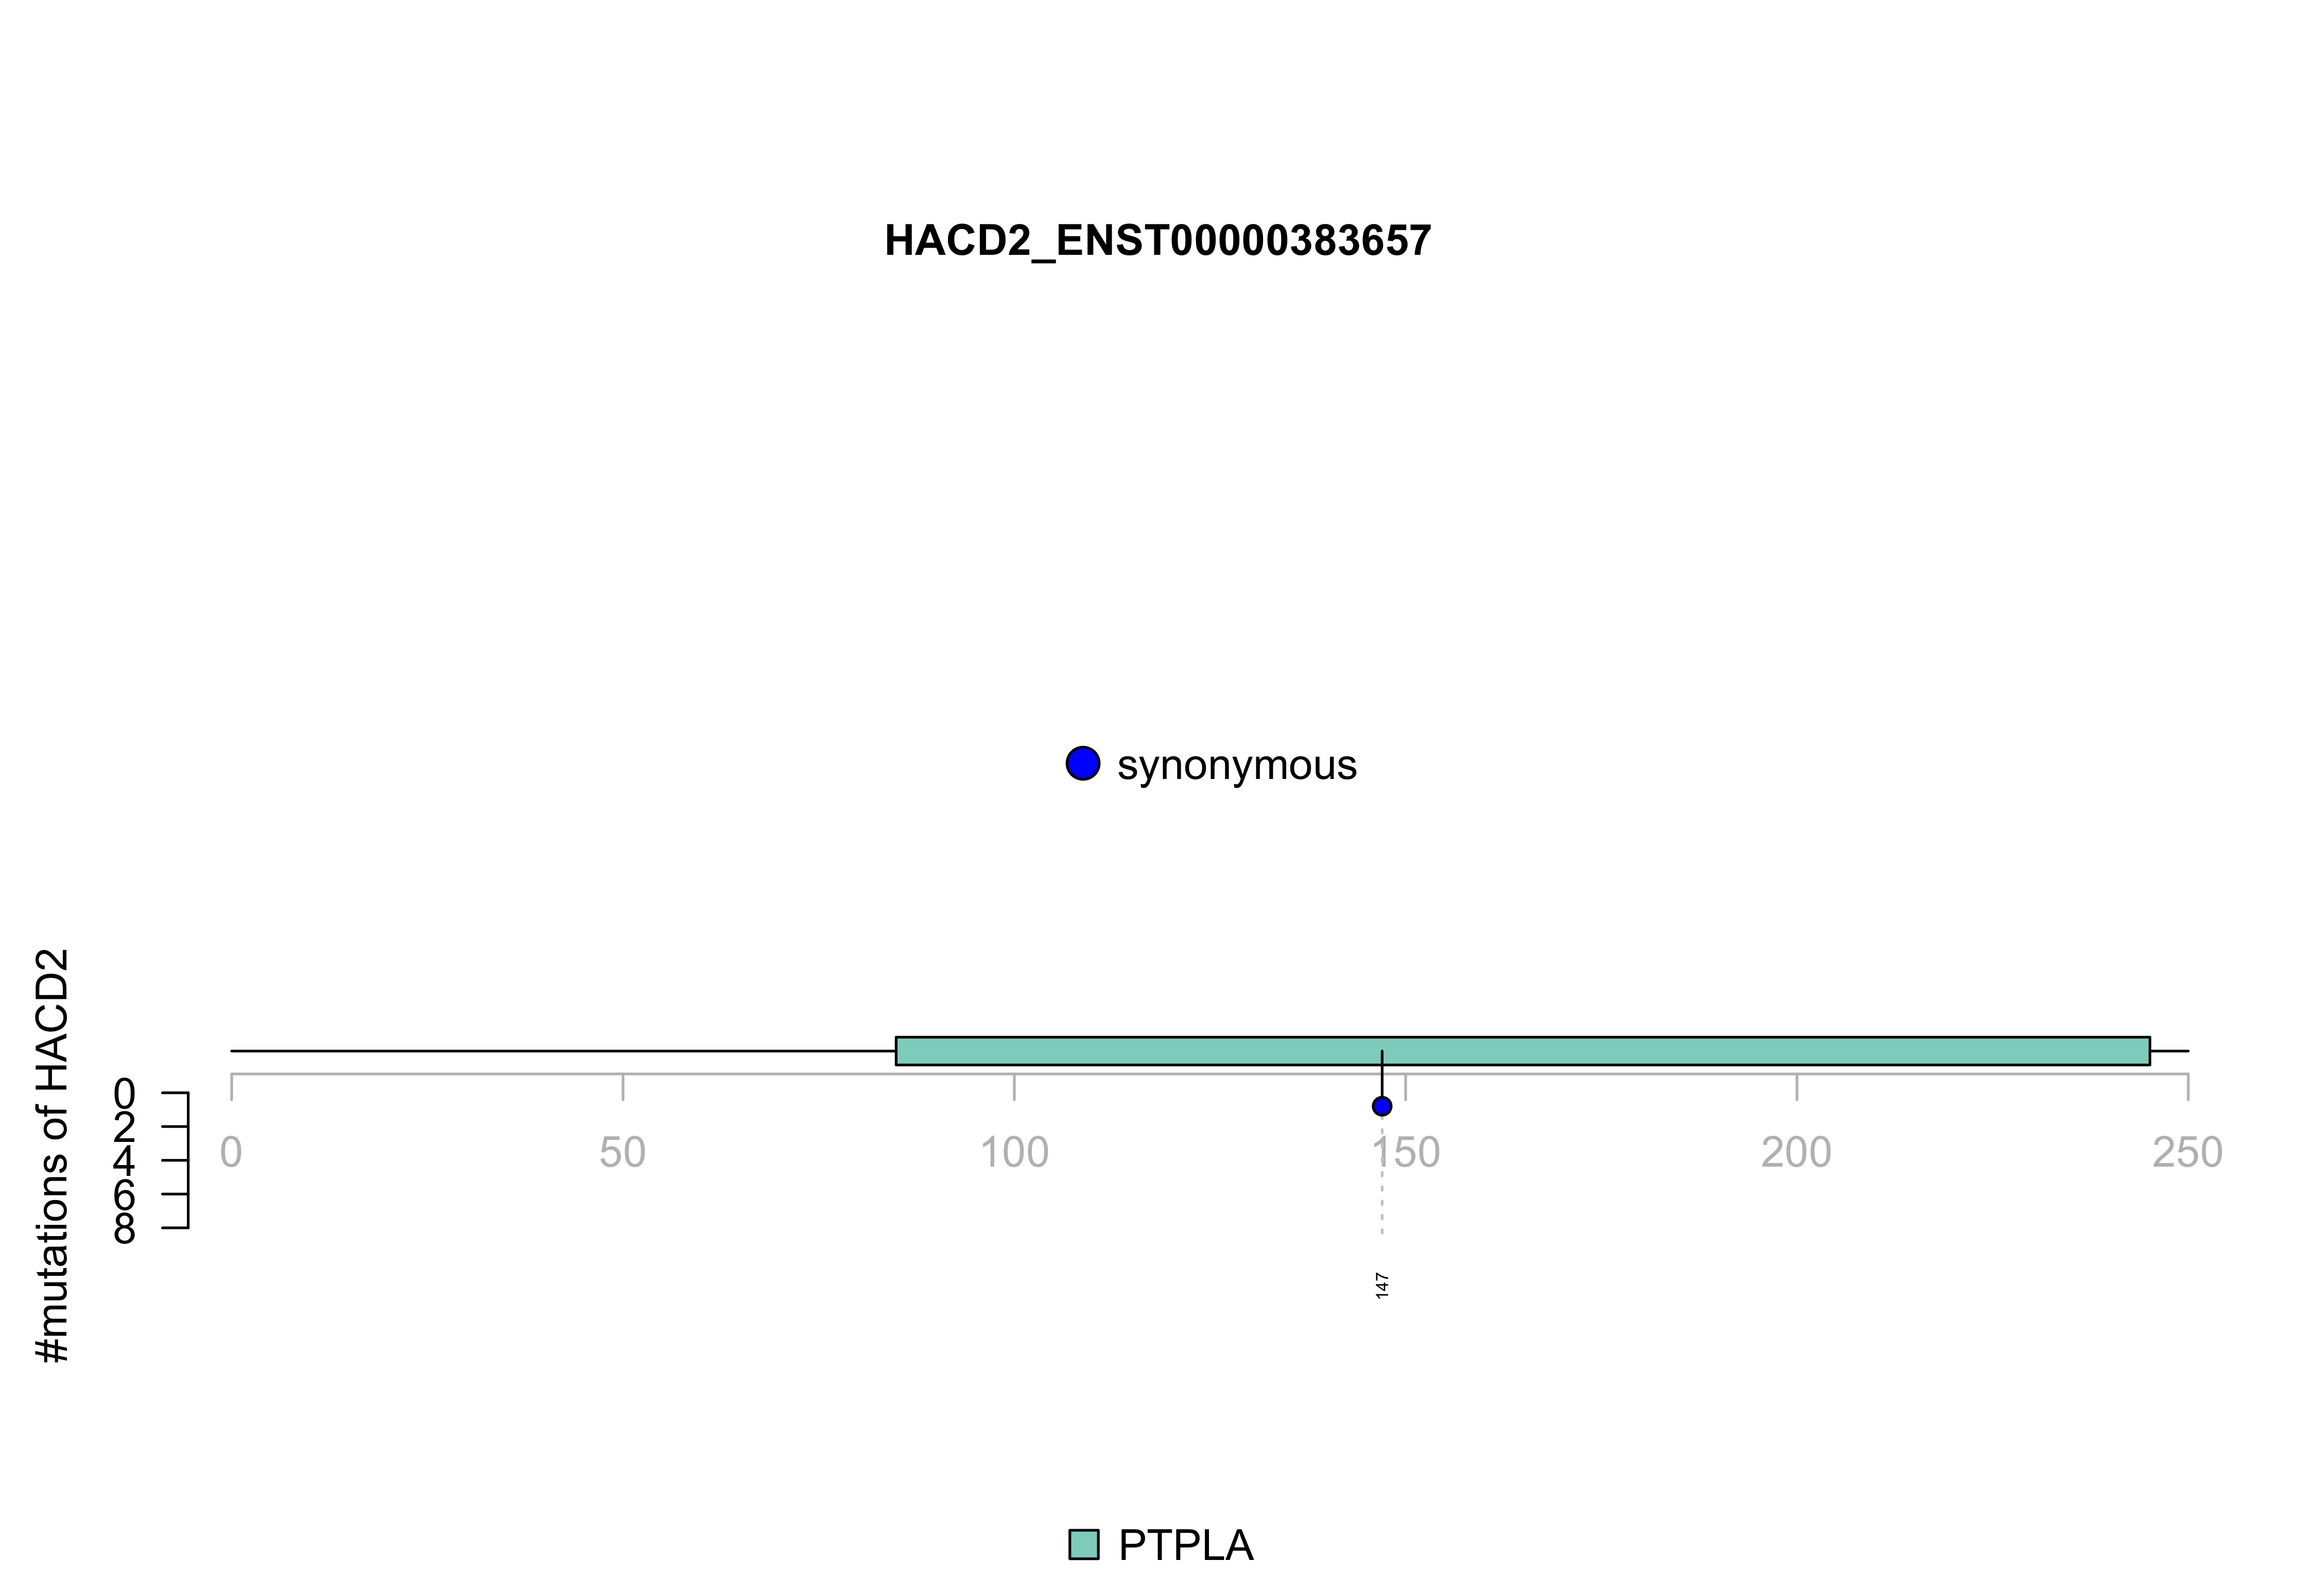 HACD2_ENST00000383657
synonymous
#mutations of HACD2
0
2
4
6
8
0 50 100 150 200 250
147
PTPLA